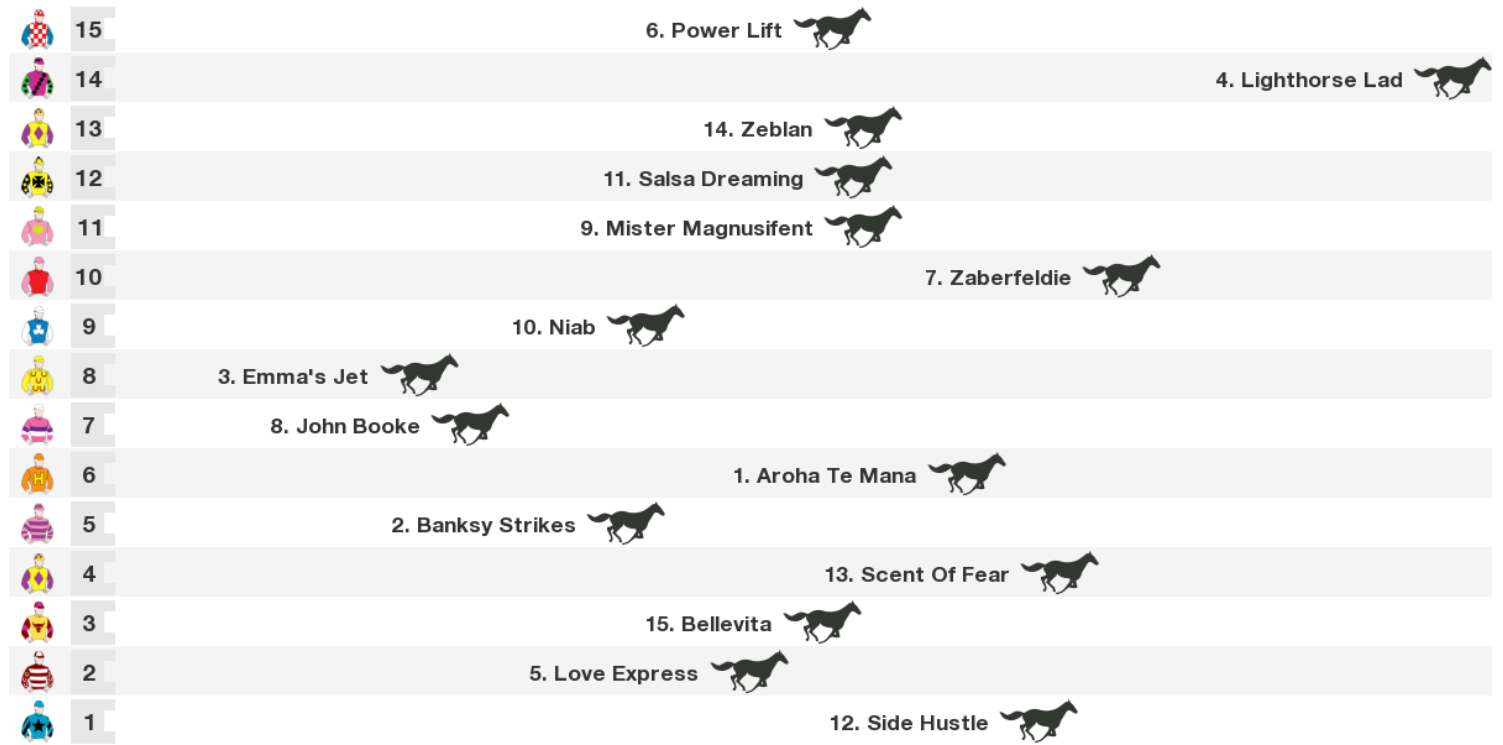 15 6. Power Lift
14 4. Lighthorse Lad
13 14. Zeblan
12 11. Salsa Dreaming
11 9. Mister Magnusifent
10 7. Zaberfeldie
9 10. Niab
8 3. Emma's Jet
7 8. John Booke
6 1. Aroha Te Mana
H
5 2. Banksy Strikes
4 13. Scent Of Fear
3 15. Bellevita
2 5. Love Express
1 12. Side Hustle